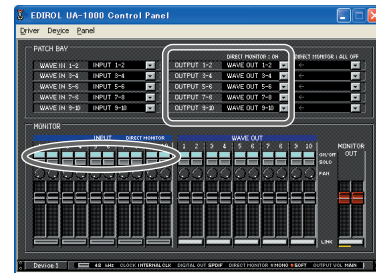 EDIROL UA-1000 Control Panel
Driver Device Panel
PATCH BAY
DIRECT MONITOR : ON DIRECT MONITOR : ALL OFF
WAVE IN 1-2 INPUT 1-2 OUTPUT 1-2 WAVE OUT 1-2 ←
WAVE IN 3-4 INPUT 3-4 OUTPUT 3-4 WAVE OUT 3-4 ←
WAVE IN 5-6 INPUT 5-6 OUTPUT 5-6 WAVE OUT 5-6 ←
WAVE IN 7-8 INPUT 7-8 OUTPUT 7-8 WAVE OUT 7-8 ←
WAVE IN 9-10 INPUT 9-10 OUTPUT 9-10 WAVE OUT 9-10 ←
MONITOR
INPUT DIRECT MONITOR WAVE OUT
1 2 3 4 5 6 7 8 9 10 MONITOR OUT
ON/OFF
SOLO
PAN
LINK
Device 1 48 kHz CLOCK INTERNAL CLK DIGITAL OUT SPDIF DIRECT MONITOR MONO SOFT OUTPUT VOL MAIN